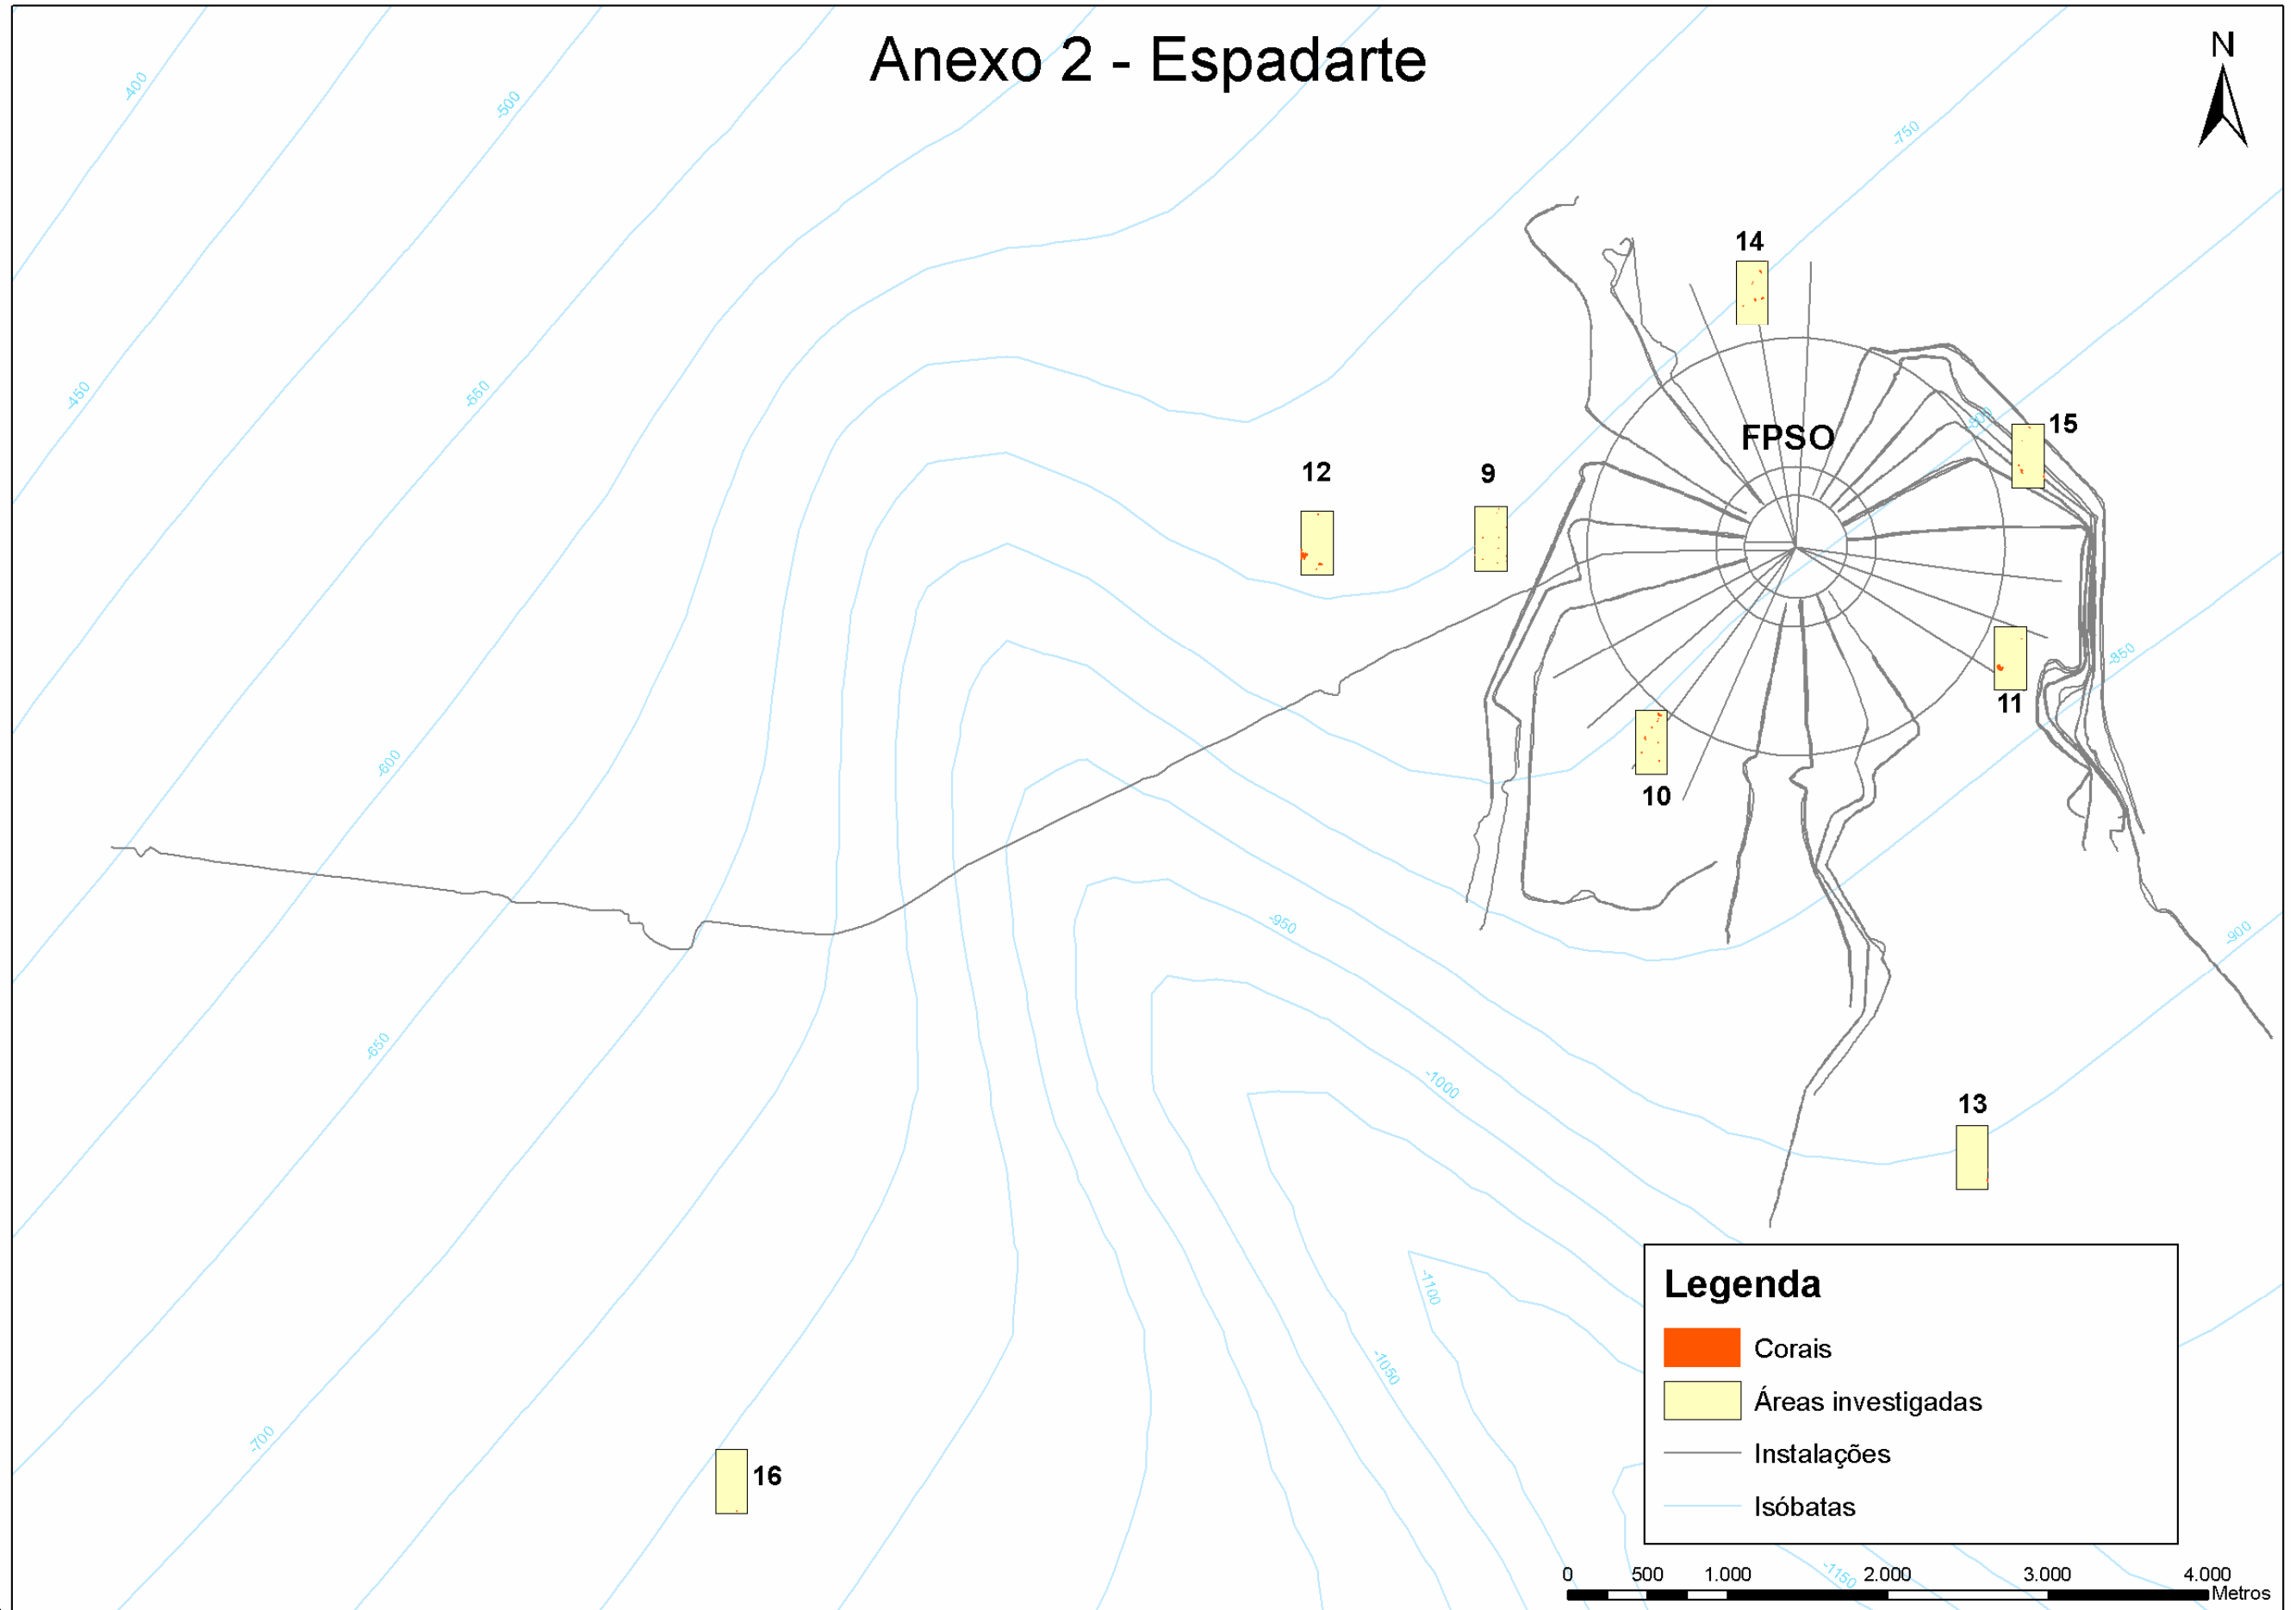 Anexo 2 - Espadarte
N
-400
-500
-750
-450
-550
14
-800
15
FPSO
12
9
-850
11
10
-600
-950
-900
-650
-1000
13
-1100
-1050
-700
16
Legenda
Corais
Áreas investigadas
Instalações
Isóbatas
-1150
0 500 1.000 2.000 3.000 4.000
Metros